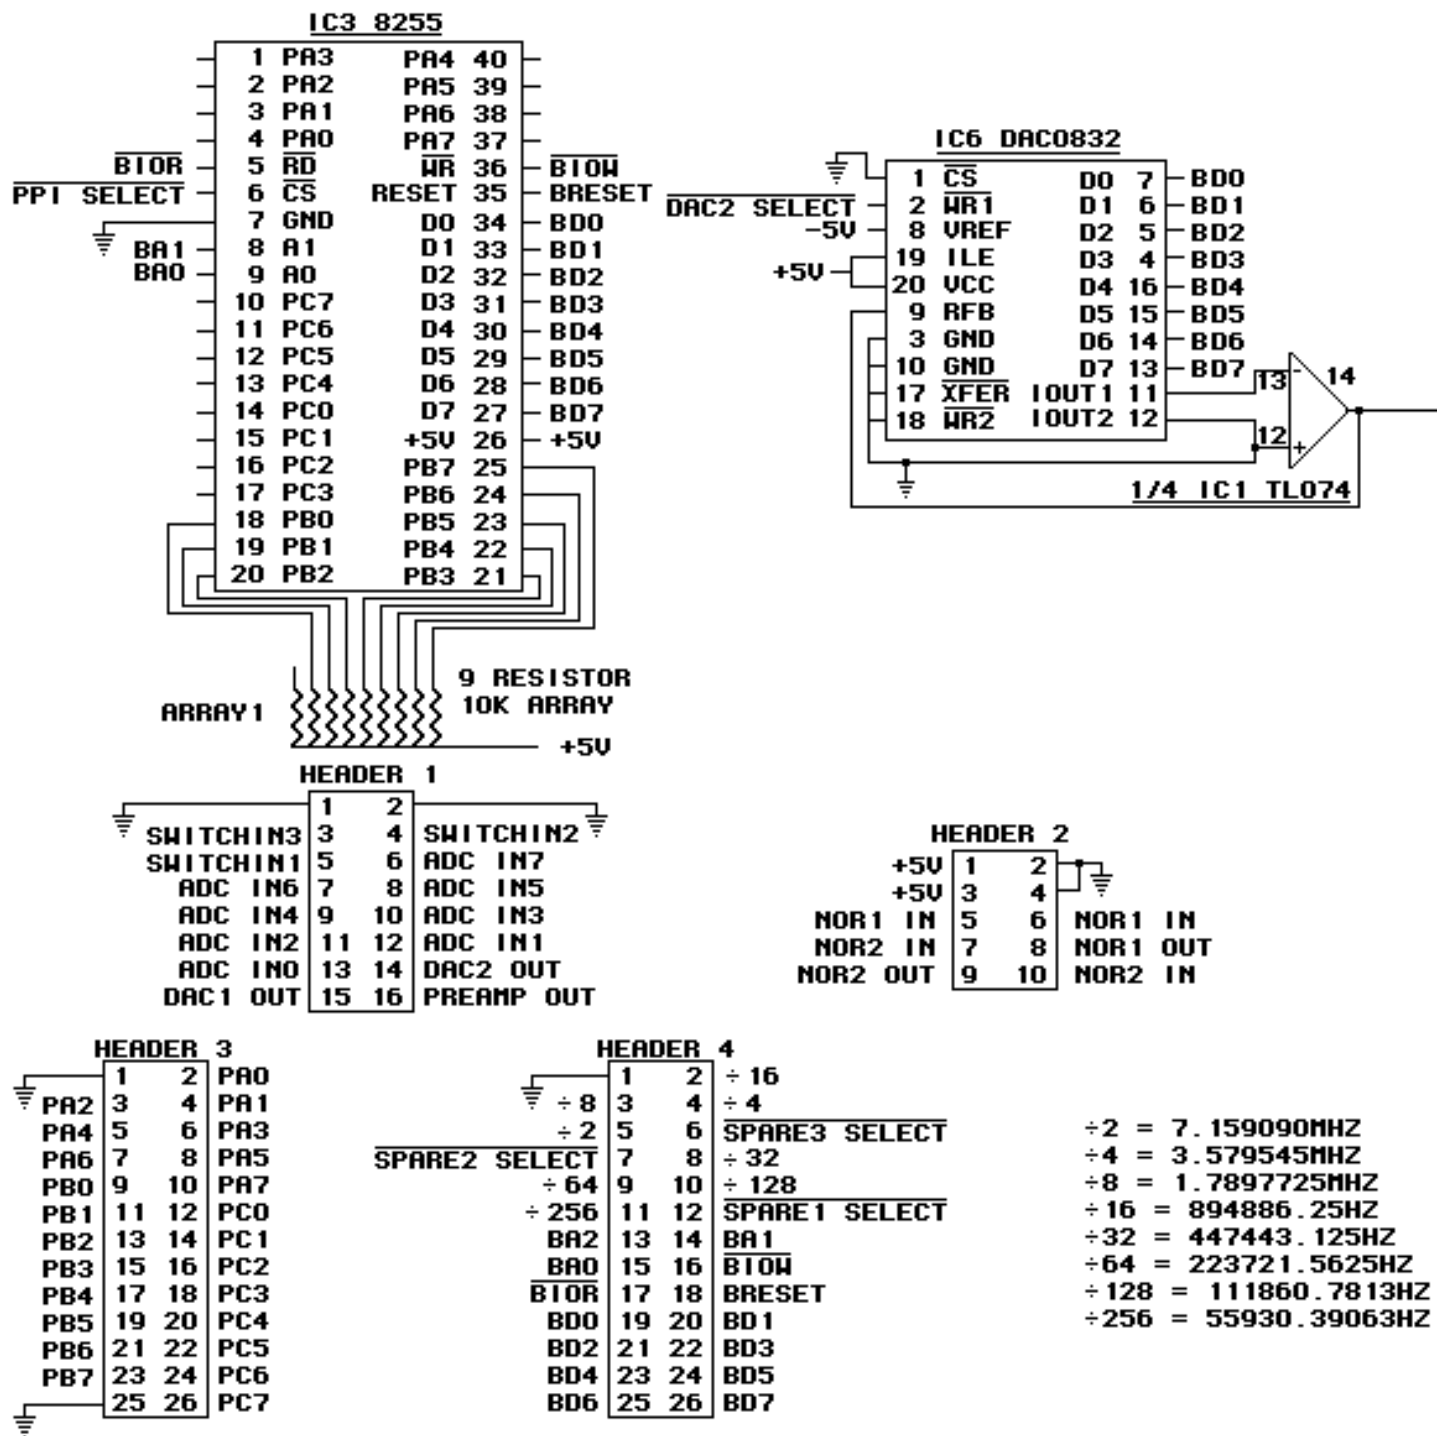 IC3 8255
1 PA3 PA4 40
2 PA2 PA5 39
3 PA1 PA6 38
4 PA0 PA7 37
BIOR 5 RD WR 36 BIOW
PPI SELECT 6 CS RESET 35 BRESET
7 GND D0 34 BD0
BA1 8 A1 D1 33 BD1
BA0 9 A0 D2 32 BD2
10 PC7 D3 31 BD3
11 PC6 D4 30 BD4
12 PC5 D5 29 BD5
13 PC4 D6 28 BD6
14 PC0 D7 27 BD7
15 PC1 +5V 26 +5V
16 PC2 PB7 25
17 PC3 PB6 24
18 PB0 PB5 23
19 PB1 PB4 22
20 PB2 PB3 21
9 RESISTOR
ARRAY1 10K ARRAY
+5V
IC6 DAC0832
1 CS D0 7 BD0
DAC2 SELECT 2 WR1 D1 6 BD1
-5V 8 VREF D2 5 BD2
19 ILE D3 4 BD3
+5V
20 VCC D4 16 BD4
9 RFB D5 15 BD5
3 GND D6 14 BD6
10 GND D7 13 BD7
17 XFER IOUT1 11
18 WR2 IOUT2 12
13 - 14
12 +
1/4 IC1 TL074
HEADER 1
1 2
SWITCHIN3 3 4 SWITCHIN2
SWITCHIN1 5 6 ADC IN7
ADC IN6 7 8 ADC IN5
ADC IN4 9 10 ADC IN3
ADC IN2 11 12 ADC IN1
ADC IN0 13 14 DAC2 OUT
DAC1 OUT 15 16 PREAMP OUT
HEADER 2
+5V 1 2
+5V 3 4
NOR1 IN 5 6 NOR1 IN
NOR2 IN 7 8 NOR1 OUT
NOR2 OUT 9 10 NOR2 IN
HEADER 3
1 2 PA0
PA2 3 4 PA1
PA4 5 6 PA3
PA6 7 8 PA5
PB0 9 10 PA7
PB1 11 12 PC0
PB2 13 14 PC1
PB3 15 16 PC2
PB4 17 18 PC3
PB5 19 20 PC4
PB6 21 22 PC5
PB7 23 24 PC6
25 26 PC7
HEADER 4
1 2 ÷16
÷8 3 4 ÷4
÷2 5 6 SPARE3 SELECT
SPARE2 SELECT 7 8 ÷32
÷64 9 10 ÷128
÷256 11 12 SPARE1 SELECT
BA2 13 14 BA1
BA0 15 16 BIOW
BIOR 17 18 BRESET
BD0 19 20 BD1
BD2 21 22 BD3
BD4 23 24 BD5
BD6 25 26 BD7
÷2 = 7.159090MHZ
÷4 = 3.579545MHZ
÷8 = 1.7897725MHZ
÷16 = 894886.25HZ
÷32 = 447443.125HZ
÷64 = 223721.5625HZ
÷128 = 111860.7813HZ
÷256 = 55930.39063HZ